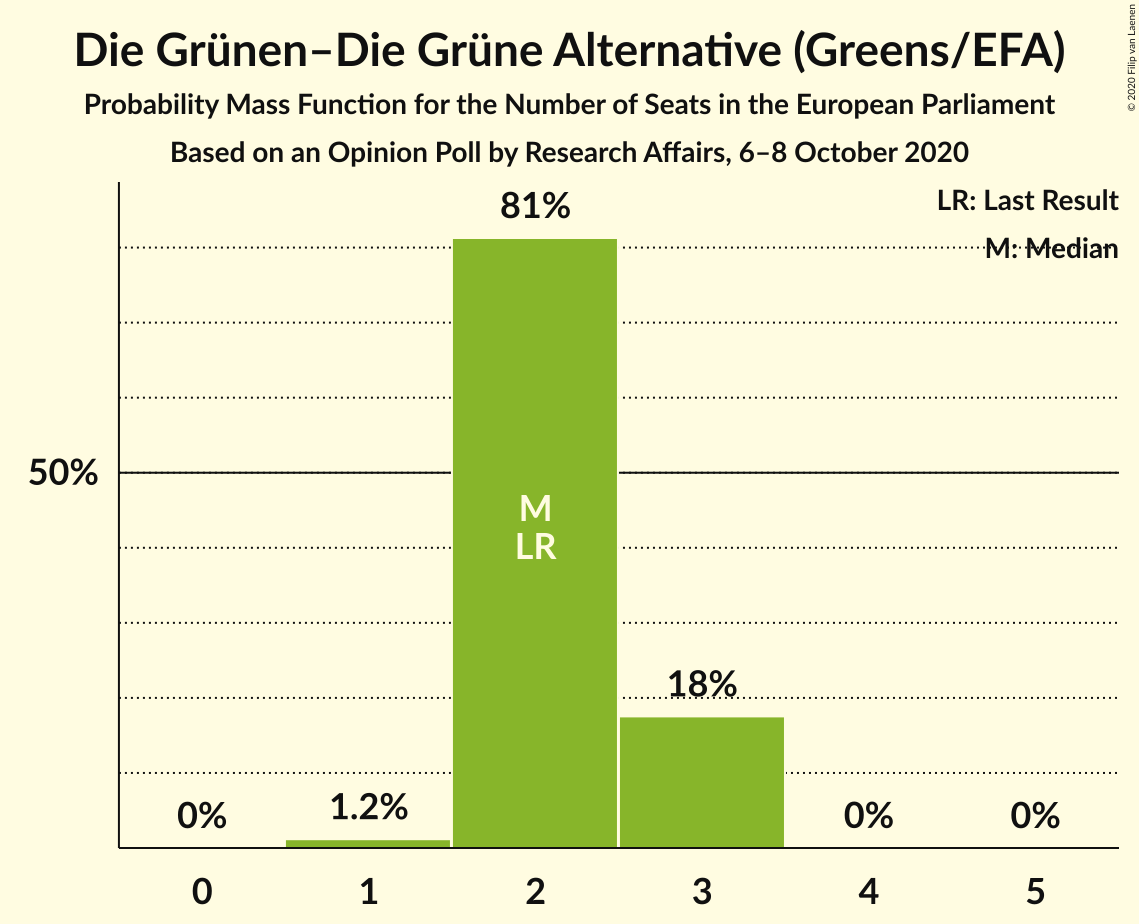 Die Grünen–Die Grüne Alternative (Greens/EFA)
Probability Mass Function for the Number of Seats in the European Parliament
Based on an Opinion Poll by Research Affairs, 6–8 October 2020
© 2020 Filip van Laenen
LR: Last Result
M: Median
81%
50%
M
LR
18%
1.2%
0%
0%
0%
0 1 2 3 4 5